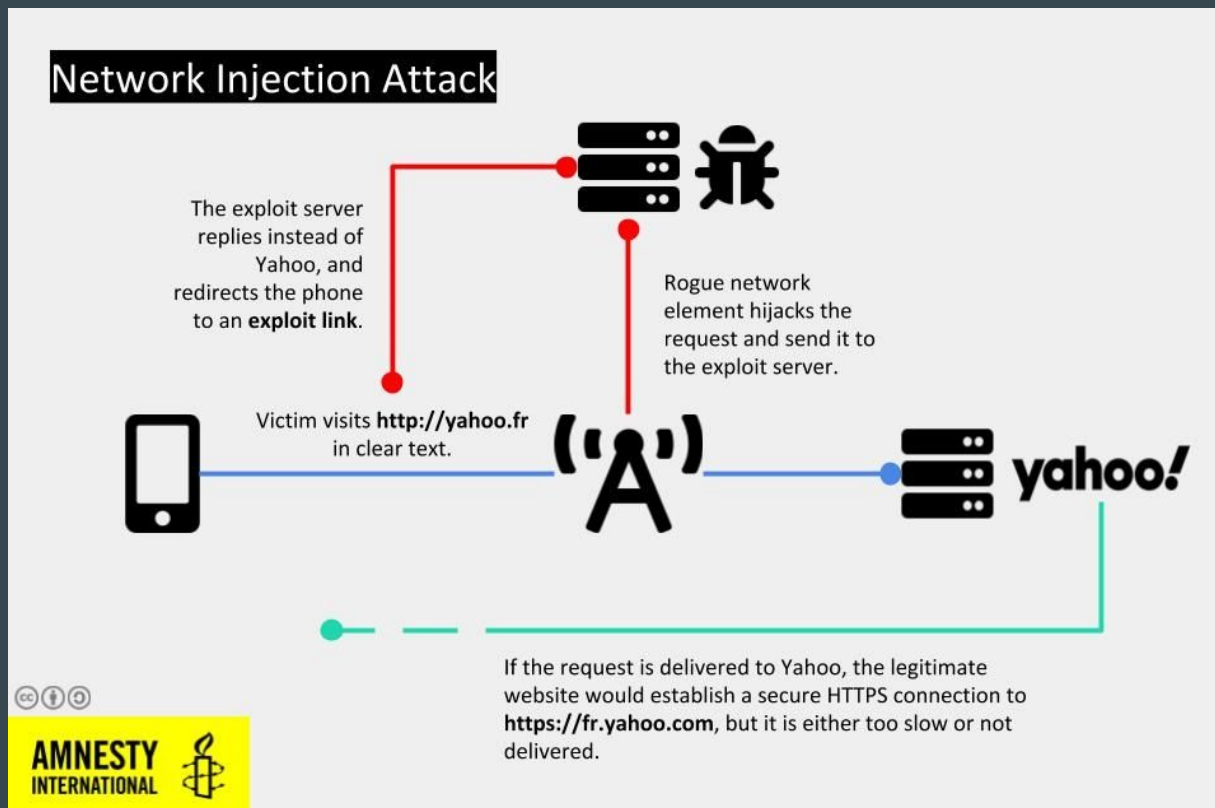 Network Injection Attack
The exploit server
replies instead of
Yahoo, and
redirects the phone
to an exploit link.
Rogue network
element hijacks the
request and send it to
the exploit server.
Victim visits http://yahoo.fr
in clear text.
yahoo!
If the request is delivered to Yahoo, the legitimate
website would establish a secure HTTPS connection to
https://fr.yahoo.com, but it is either too slow or not
delivered.
cc
AMNESTY
INTERNATIONAL